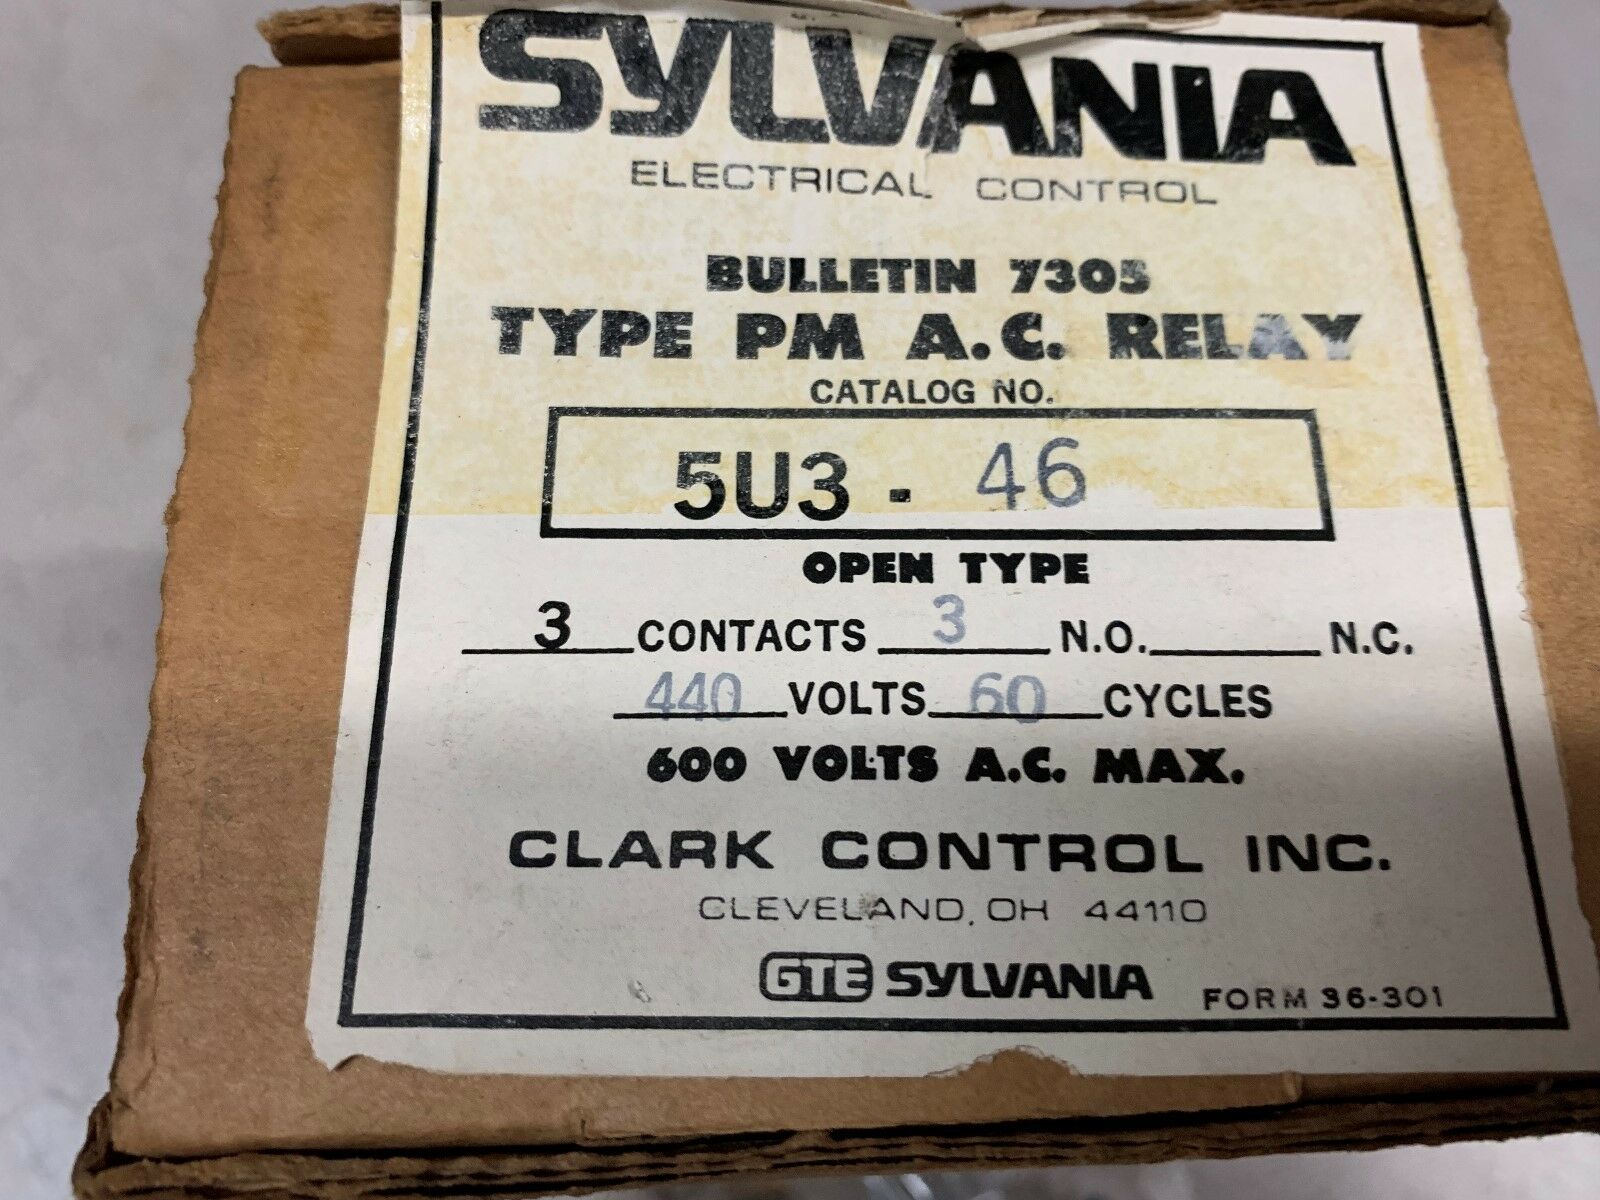 SYLVANIA
ELECTRICAL CONTROL
BULLETIN 7305
TYPE PM A.C. RELAY
CATALOG NO.
5U3 - 46
OPEN TYPE
3 CONTACTS 3 N.O. N.C.
440 VOLTS 60 CYCLES
600 VOLTS A.C. MAX.
CLARK CONTROL INC.
CLEVELAND, OH 44110
GTE SYLVANIA FORM 36-301